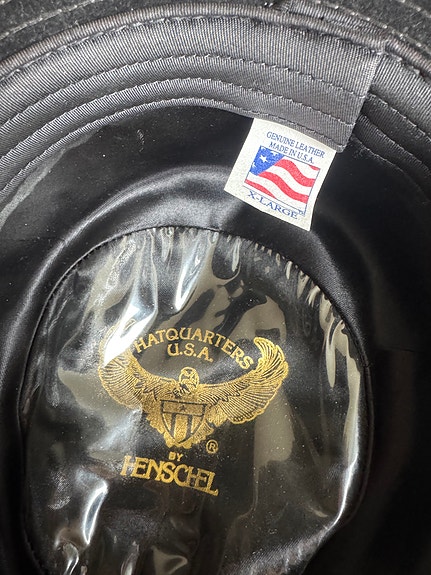 GENUINE LEATHER
MADE IN U.S.A.
X-LARGE
HATQUARTERS
U.S.A.
®
BY
HENSCHEL